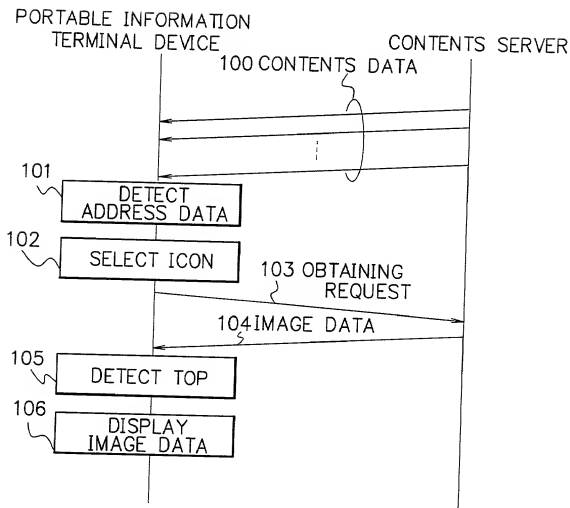 PORTABLE INFORMATION
TERMINAL DEVICE
CONTENTS SERVER
100 CONTENTS DATA
101
DETECT
ADDRESS DATA
102
SELECT ICON
103 OBTAINING
REQUEST
104 IMAGE DATA
105
DETECT TOP
106
DISPLAY
IMAGE DATA